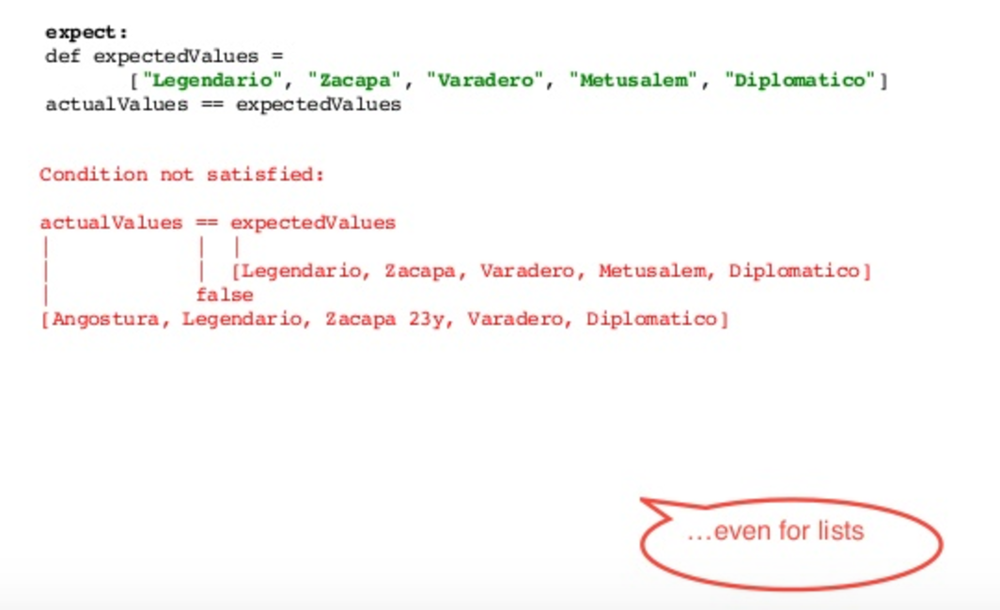 expect:
def expectedValues =
["Legendario", "Zacapa", "Varadero", "Metusalem", "Diplomatico"]
actualValues == expectedValues
Condition not satisfied:
actualValues == expectedValues
| | |
| | [Legendario, Zacapa, Varadero, Metusalem, Diplomatico]
| false
[Angostura, Legendario, Zacapa 23y, Varadero, Diplomatico]
...even for lists